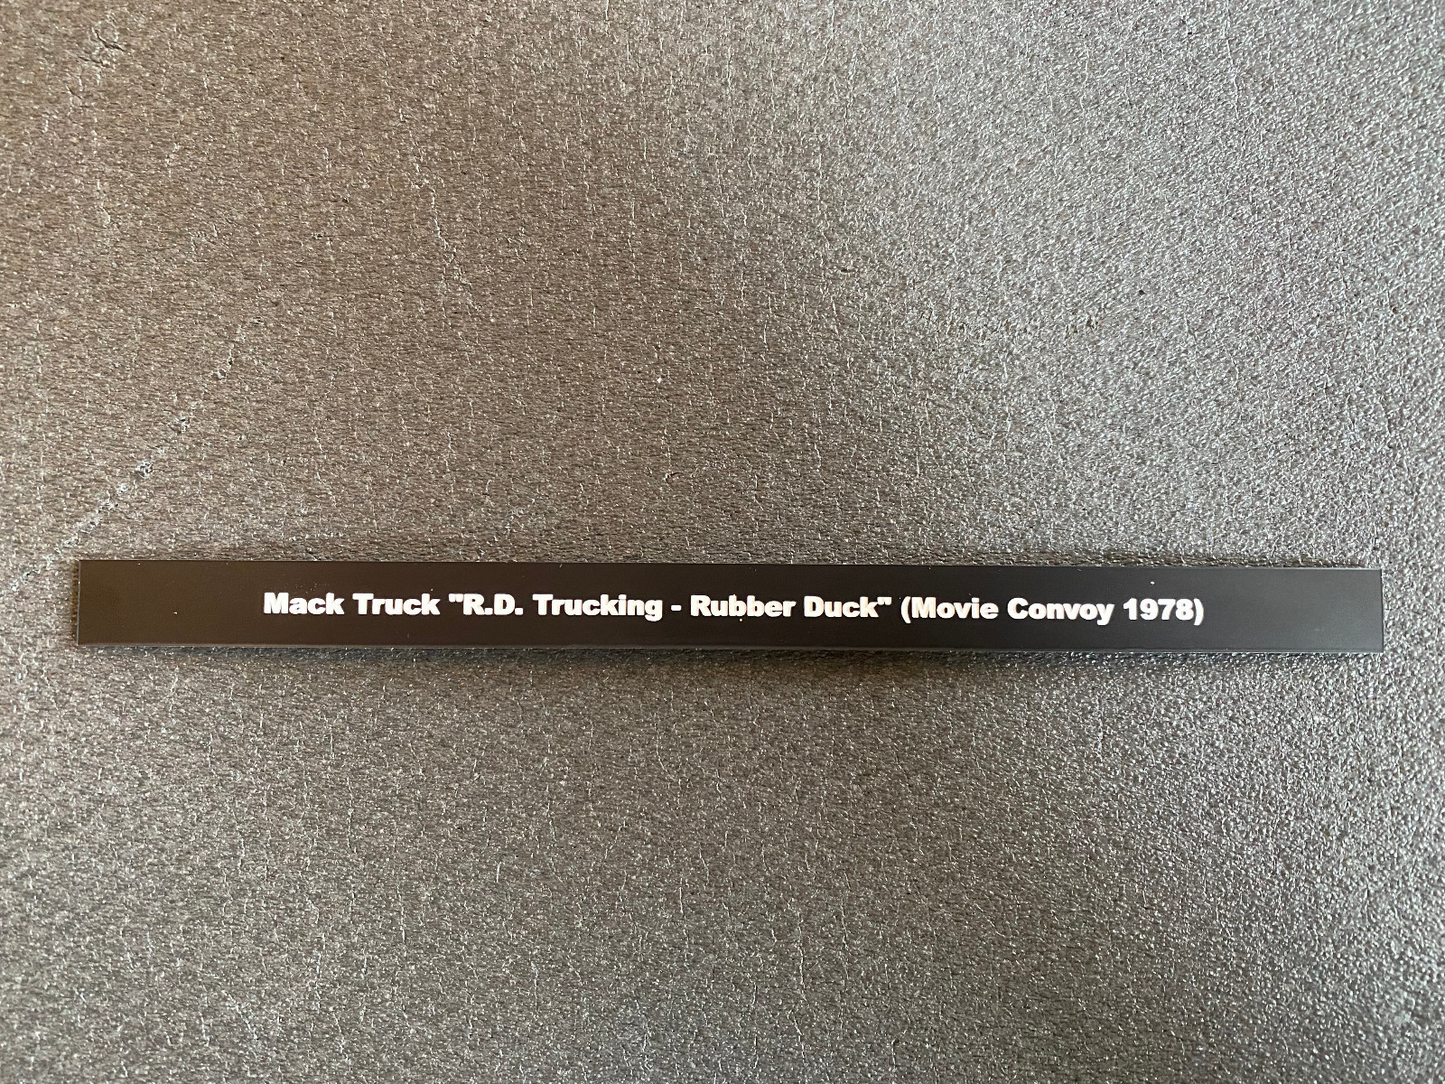 Mack Truck "R.D. Trucking - Rubber Duck" (Movie Convoy 1978)